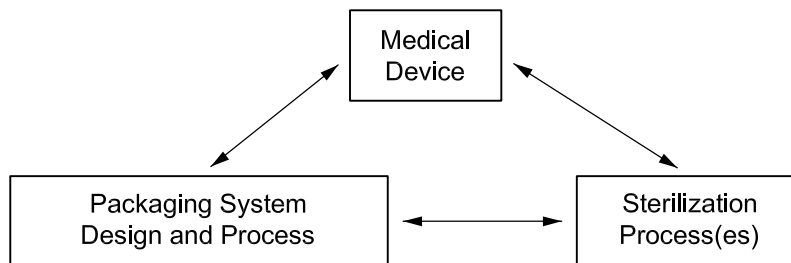 Medical
Device
Packaging System
Design and Process
Sterilization
Process(es)